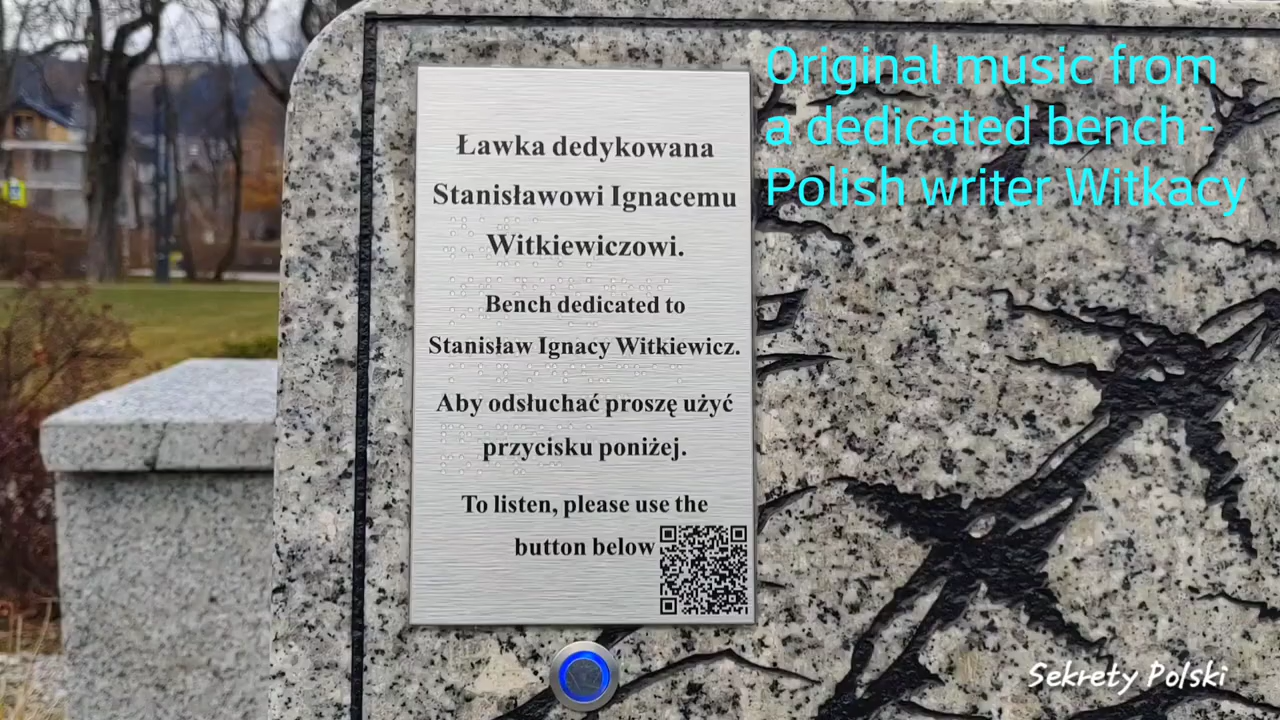 Ławka dedykowana
Stanisławowi Ignacemu
Witkiewiczowi.
Bench dedicated to
Stanisław Ignacy Witkiewicz.
Aby odsłuchać proszę użyć
przycisku poniżej.
To listen, please use the
button below
Original music from
a dedicated bench -
Polish writer Witkacy
Sekrety Polski